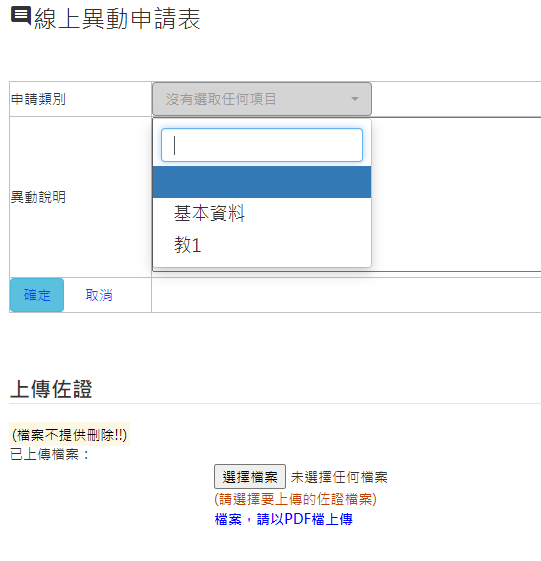 線上異動申請表
申請類別
沒有選取任何項目
基本資料
教1
異動說明
確定 取消
上傳佐證
(檔案不提供刪除!!)
已上傳檔案：
選擇檔案 未選擇任何檔案
(請選擇要上傳的佐證檔案)
檔案，請以PDF檔上傳